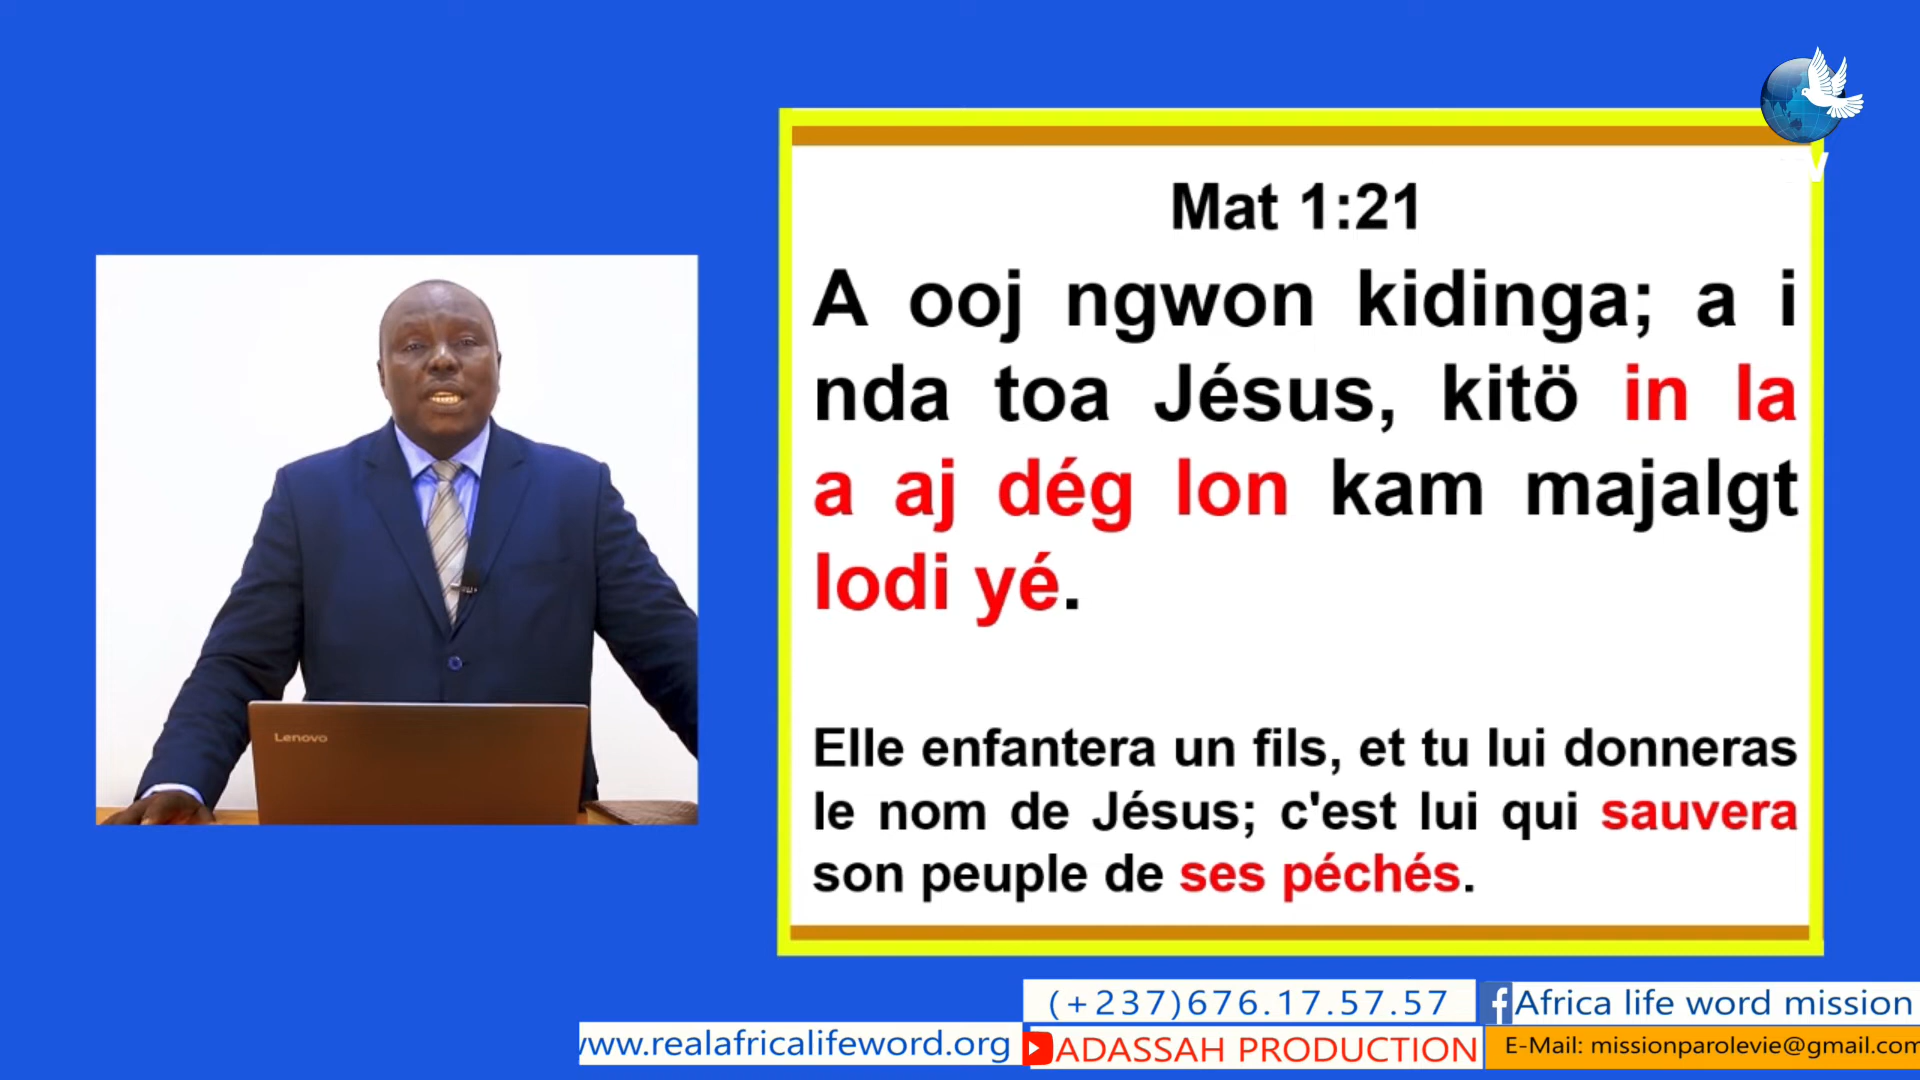 Mat 1:21
A ooj ngwon kidinga; a i
nda toa Jésus, kitö in la
a aj dég lon kam majalgt
lodi yé.
Elle enfantera un fils, et tu lui donneras
le nom de Jésus; c'est lui qui sauvera
son peuple de ses péchés.
Lenovo
(+237)676.17.57.57
Africa life word mission
www.realafricalifeword.org
ADASSAH PRODUCTION
E-Mail: missionparolevie@gmail.com